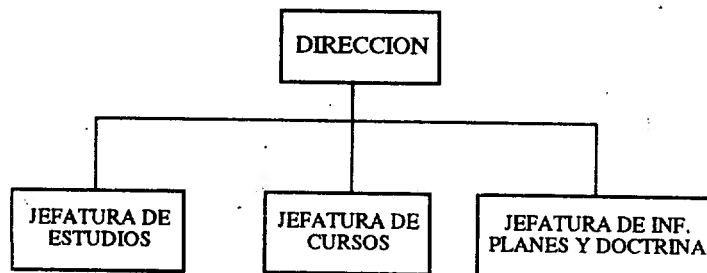 DIRECCION
JEFATURA DE
ESTUDIOS
JEFATURA DE
CURSOS
JEFATURA DE INF.
PLANES Y DOCTRINA